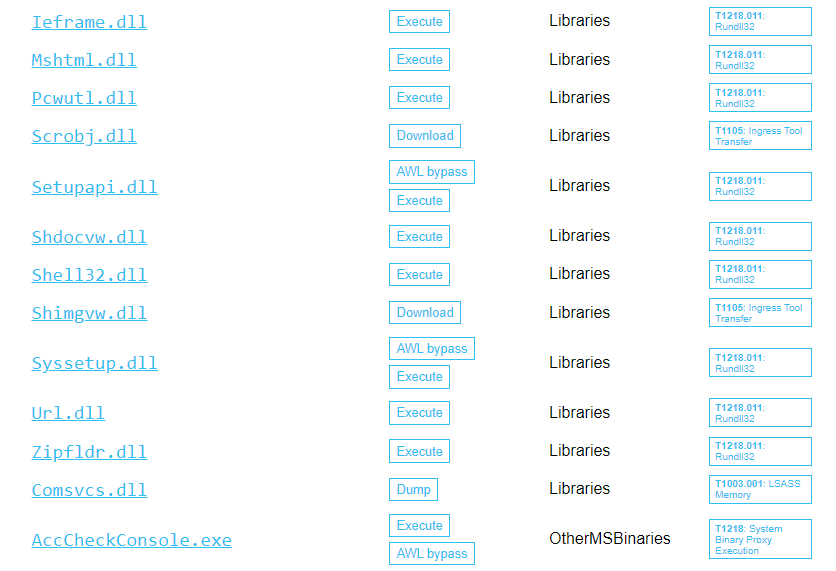 Ieframe.dll Execute Libraries T1218.011:
Rundll32
Mshtml.dll Execute Libraries T1218.011:
Rundll32
Pcwutl.dll Execute Libraries T1218.011:
Rundll32
Scrobj.dll Download Libraries T1105: Ingress Tool
Transfer
AWL bypass
Setupapi.dll Libraries T1218.011:
Rundll32
Execute
Shdocvw.dll Execute Libraries T1218.011:
Rundll32
Shell32.dll Execute Libraries T1218.011:
Rundll32
Shimgvw.dll Download Libraries T1105: Ingress Tool
Transfer
AWL bypass
Syssetup.dll Libraries T1218.011:
Rundll32
Execute
Url.dll Execute Libraries T1218.011:
Rundll32
Zipfldr.dll Execute Libraries T1218.011:
Rundll32
Comsvcs.dll Dump Libraries T1003.001: LSASS
Memory
Execute
AccCheckConsole.exe OtherMSBinaries T1218: System
Binary Proxy
Execution
AWL bypass